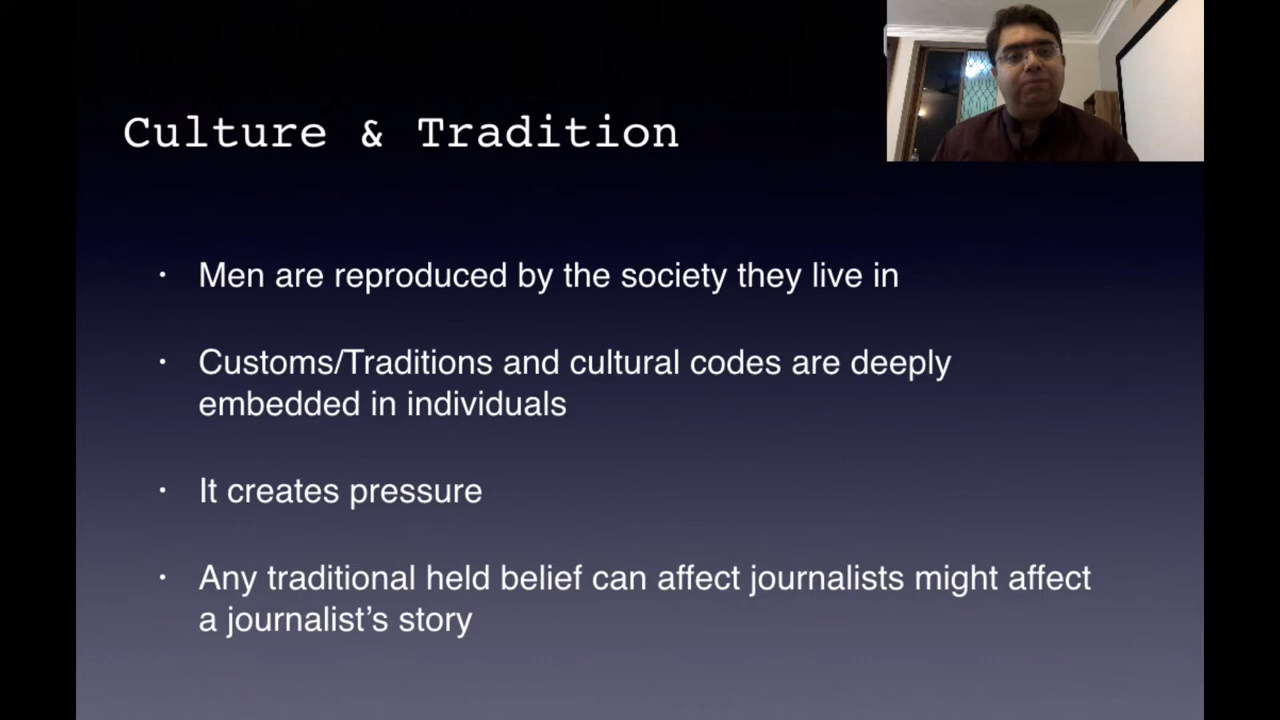 Culture & Tradition
• Men are reproduced by the society they live in
• Customs/Traditions and cultural codes are deeply
embedded in individuals
• It creates pressure
• Any traditional held belief can affect journalists might affect
a journalist’s story